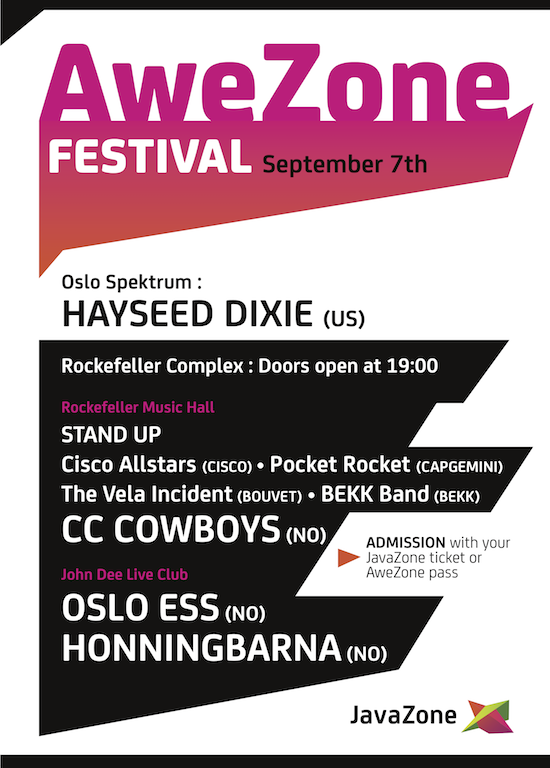 AweZone
FESTIVAL September 7th
Oslo Spektrum :
HAYSEED DIXIE (US)
Rockefeller Complex : Doors open at 19:00
Rockefeller Music Hall
STAND UP
Cisco Allstars (CISCO) • Pocket Rocket (CAPGEMINI)
The Vela Incident (BOUVET) • BEKK Band (BEKK)
CC COWBOYS (NO)
ADMISSION with your
JavaZone ticket or
AweZone pass
John Dee Live Club
OSLO ESS (NO)
HONNINGBARNA (NO)
JavaZone